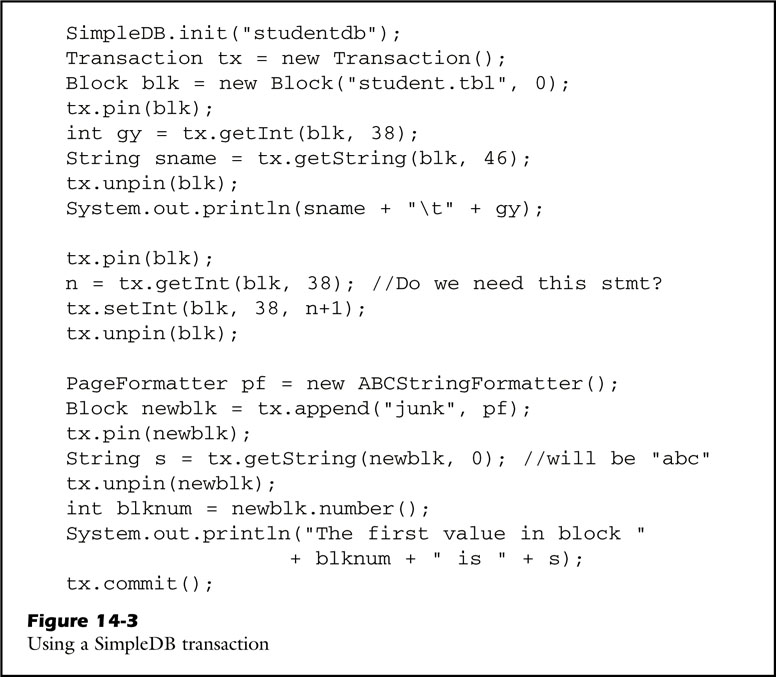 SimpleDB.init("studentdb");
Transaction tx = new Transaction();
Block blk = new Block("student.tbl", 0);
tx.pin(blk);
int gy = tx.getInt(blk, 38);
String sname = tx.getString(blk, 46);
tx.unpin(blk);
System.out.println(sname + "\t" + gy);
tx.pin(blk);
n = tx.getInt(blk, 38); //Do we need this stmt?
tx.setInt(blk, 38, n+1);
tx.unpin(blk);
PageFormatter pf = new ABCStringFormatter();
Block newblk = tx.append("junk", pf);
tx.pin(newblk);
String s = tx.getString(newblk, 0); //will be "abc"
tx.unpin(newblk);
int blknum = newblk.number();
System.out.println("The first value in block "
+ blknum + " is " + s);
tx.commit();
Figure 14-3
Using a SimpleDB transaction